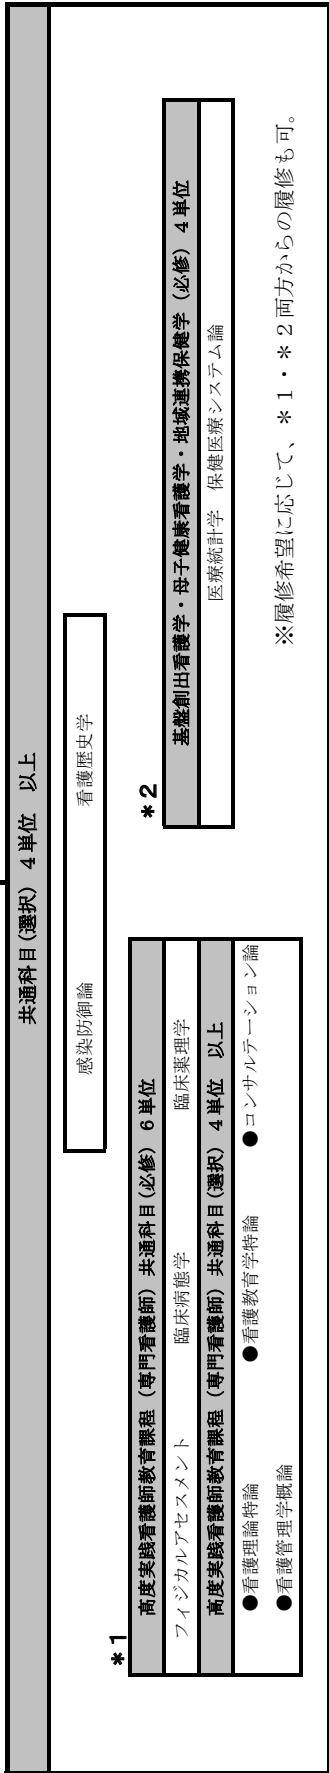 共通科目(選択) 4単位 以上
感染防御論 看護歴史学
*1
高度実践看護師教育課程 (専門看護師) 共通科目(必修) 6単位
フィジカルアセスメント 臨床病態学 臨床薬理学
高度実践看護師教育課程 (専門看護師) 共通科目(選択) 4単位 以上
●看護理論特論 ●看護教育学特論 ●コンサルテーション論
●看護管理学概論
*2
基盤創出看護学・母子健康看護学・地域連携保健学 (必修) 4単位
医療統計学 保健医療システム論
※履修希望に応じて、*1・*2両方からの履修も可。